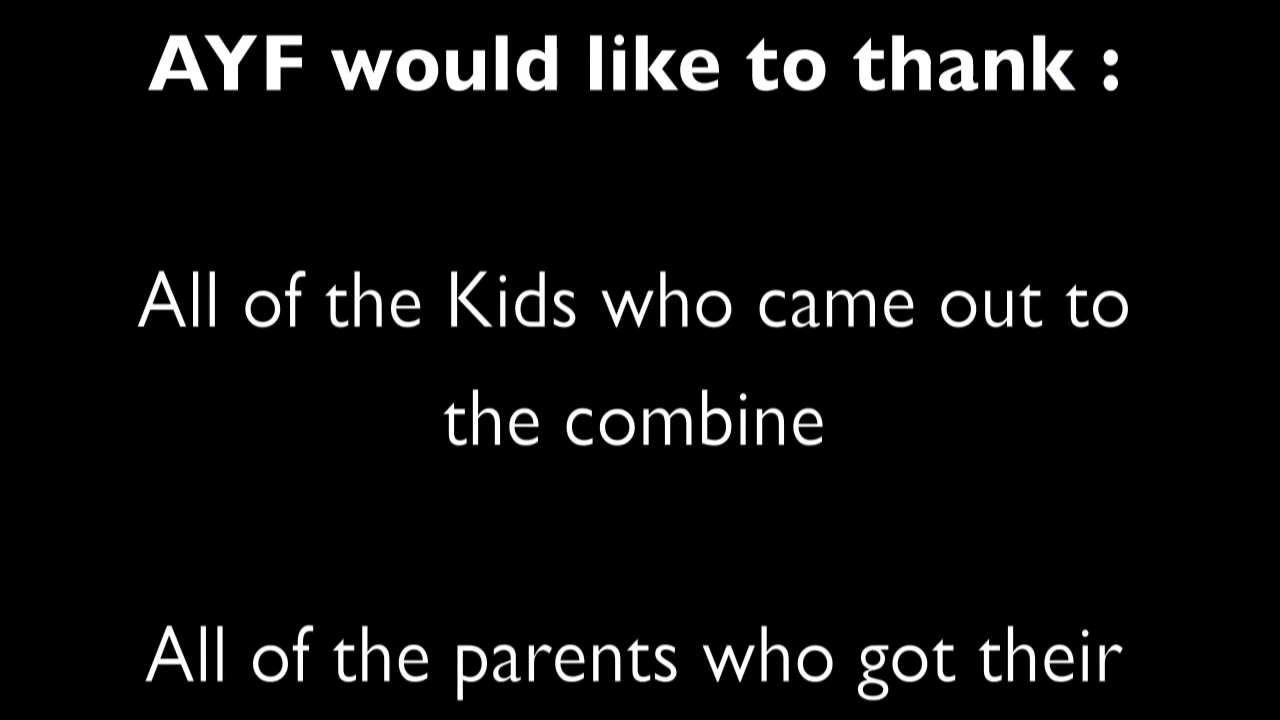 AYF would like to thank :
All of the Kids who came out to
the combine
All of the parents who got their